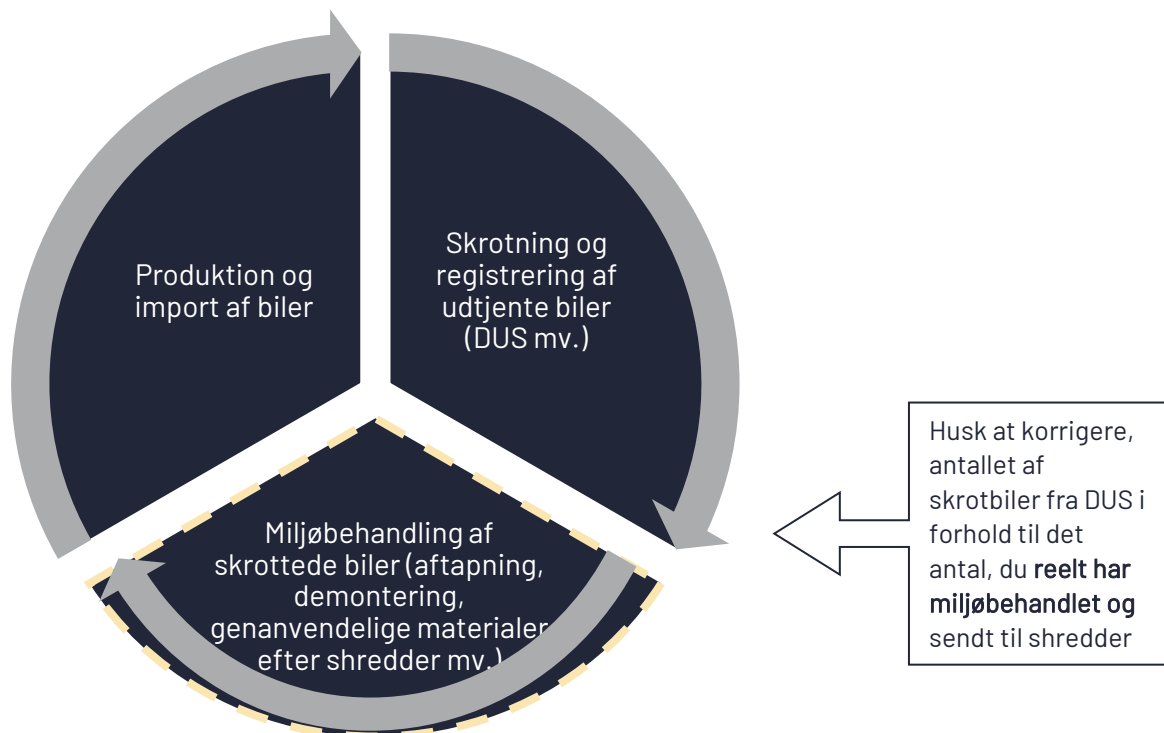 Produktion og
import af biler
Skrotning og
registrering af
udtjente biler
(DUS mv.)
Miljøbehandling af
skrottede biler (aftapning,
demontering,
genanvendelige materialer
efter shredder mv.)
Husk at korrigere,
antallet af
skrotbiler fra DUS i
forhold til det
antal, du reelt har
miljøbehandlet og
sendt til shredder